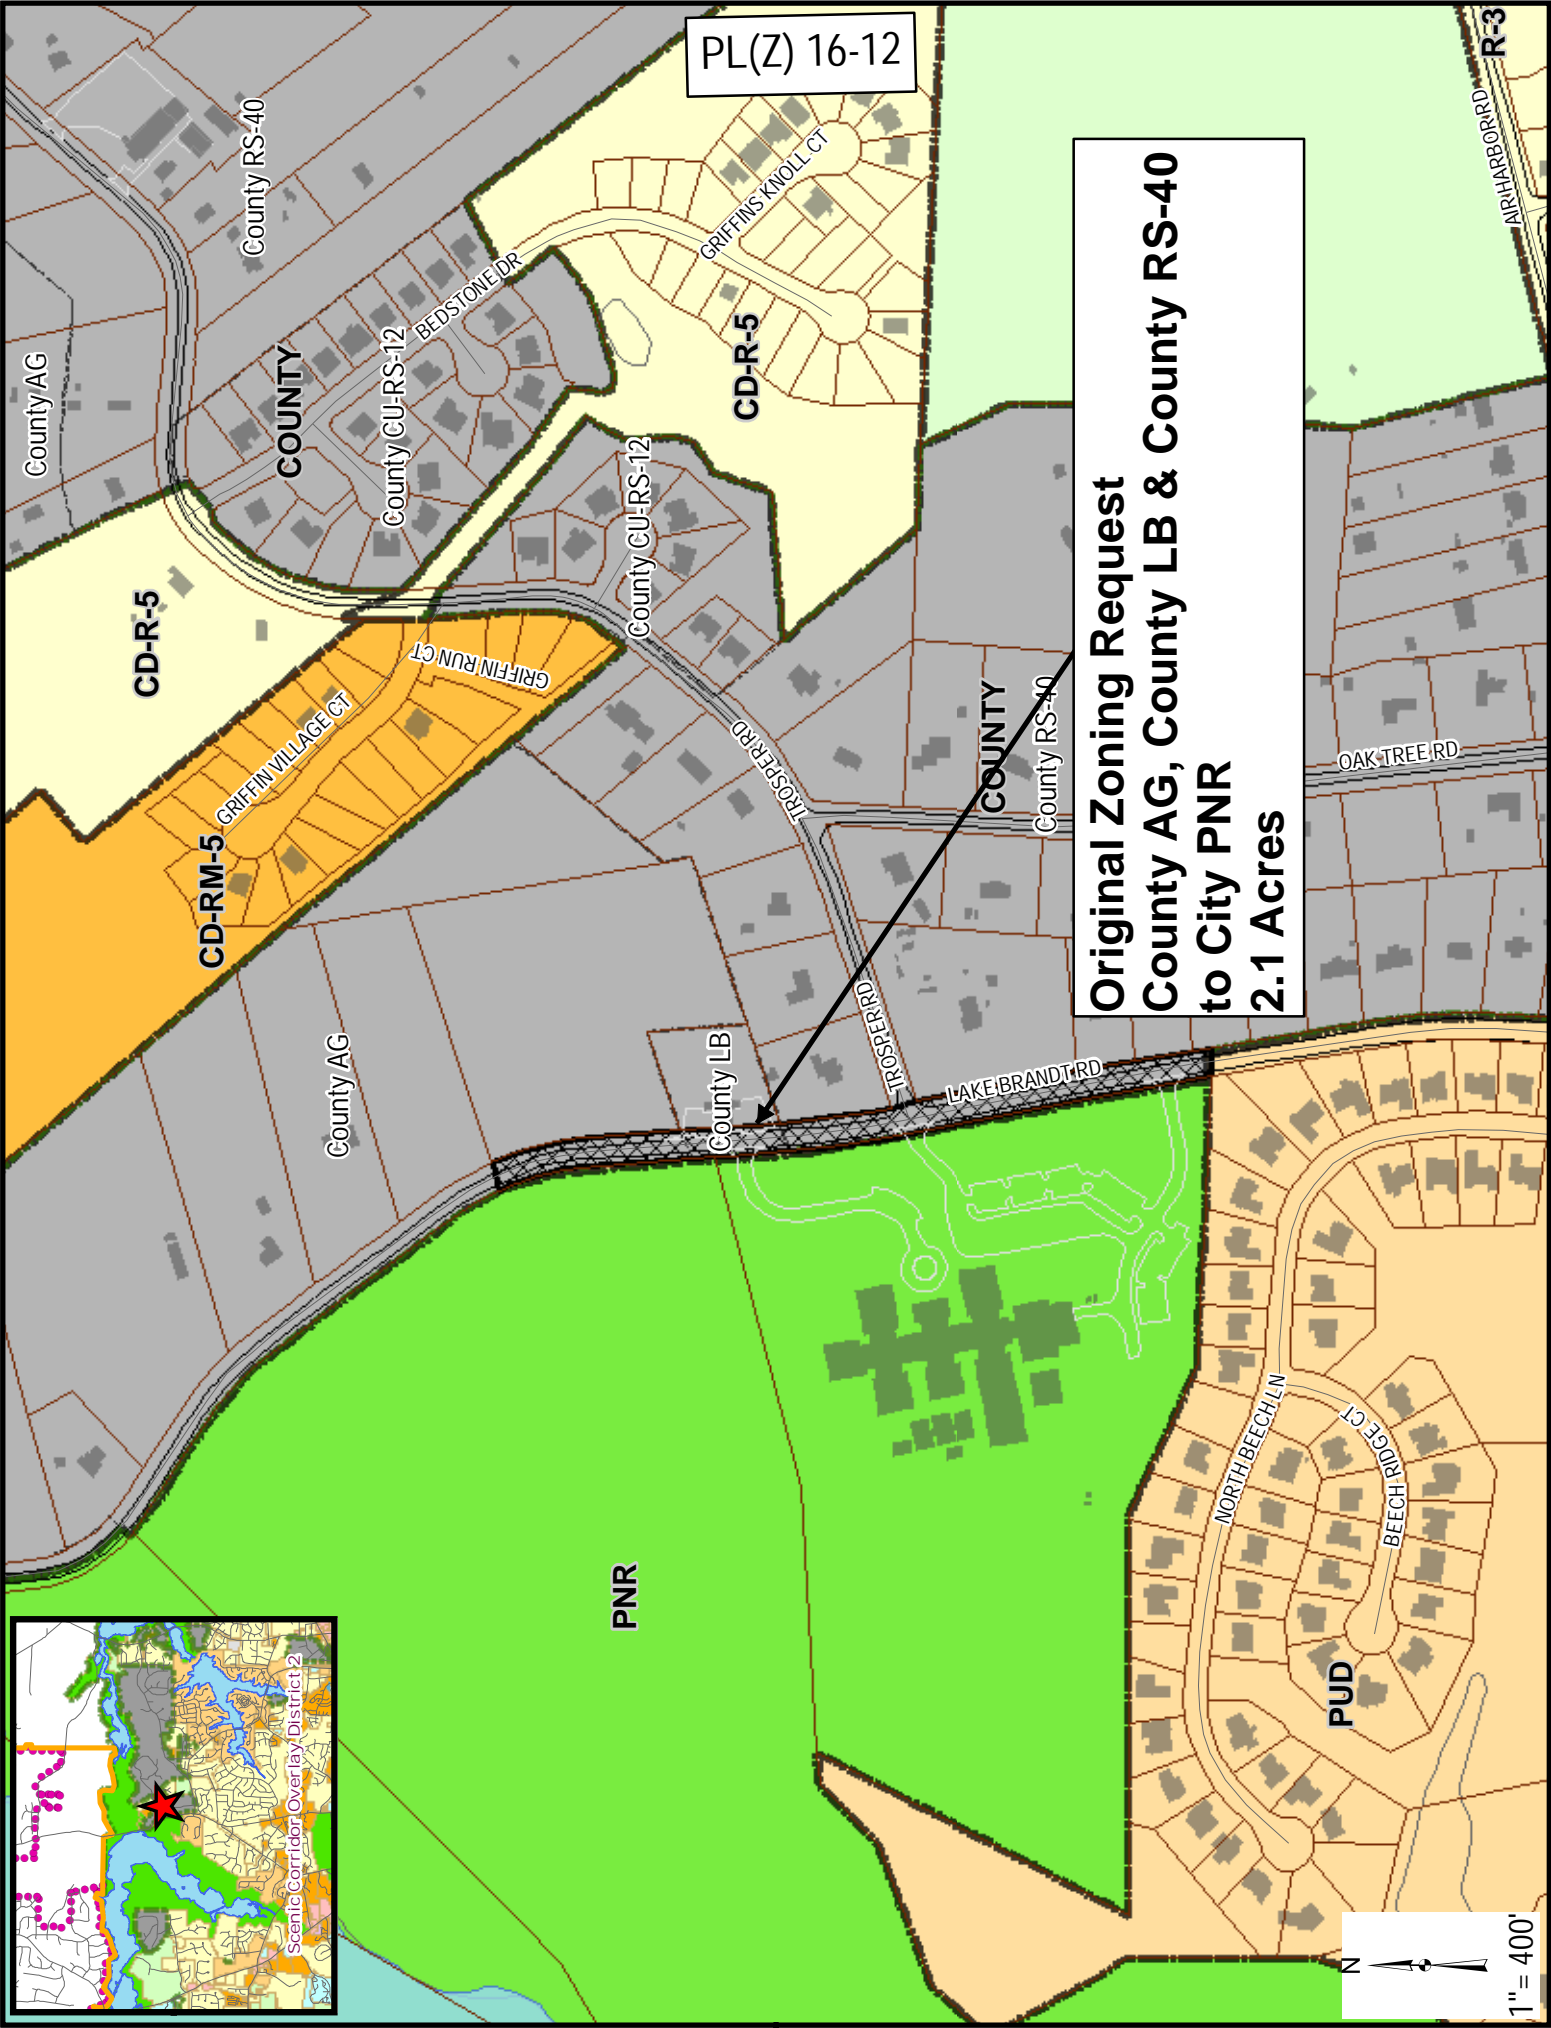 PL(Z) 16-12
Original Zoning Request
County AG, County LB & County RS-40
to City PNR
2.1 Acres
County AG
County RS-40
COUNTY
County CU-RS-12
BEDSTONE DR
GRIFFINS KNOLL CT
CD-R-5
R-3
AIR HARBOR RD
CD-R-5
County CU-RS-12
GRIFFIN RUN CT
GRIFFIN VILLAGE CT
CD-RM-5
TROSPER RD
COUNTY
County RS-40
OAK TREE RD
County AG
County LB
TROSPER RD
LAKE BRANDT RD
PNR
NORTH BEECH LN
BEECH RIDGE CT
PUD
Scenic Corridor Overlay District 2
N
1" = 400'